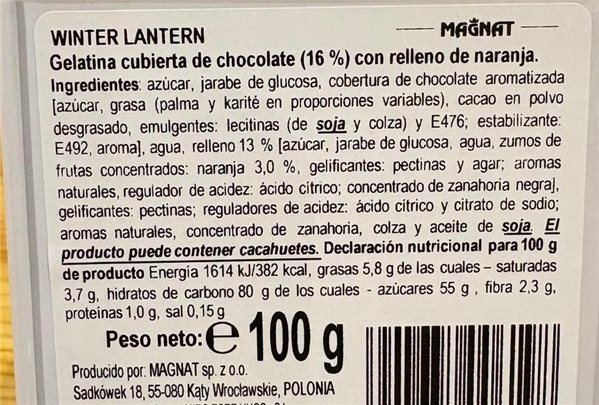 WINTER LANTERN
MAGNAT
Gelatina cubierta de chocolate (16 %) con relleno de naranja.
Ingredientes: azúcar, jarabe de glucosa, cobertura de chocolate aromatizada
[azúcar, grasa (palma y karité en proporciones variables), cacao en polvo
desgrasado, emulgentes: lecitinas (de soja y colza) y E476; estabilizante:
E492, aroma], agua, relleno 13 % [azúcar, jarabe de glucosa, agua, zumos de
frutas concentrados: naranja 3,0 %, gelificantes: pectinas y agar; aromas
naturales, regulador de acidez: ácido cítrico; concentrado de zanahoria negra],
gelificantes: pectinas; reguladores de acidez: ácido cítrico y citrato de sodio;
aromas naturales, concentrado de zanahoria, colza y aceite de soja. El
producto puede contener cacahuetes. Declaración nutricional para 100 g
de producto Energía 1614 kJ/382 kcal, grasas 5,8 g de las cuales – saturadas
3,7 g, hidratos de carbono 80 g de los cuales - azúcares 55 g , fibra 2,3 g,
proteínas 1,0 g, sal 0,15 g
Peso neto: e 100 g
Producido por: MAGNAT sp. z o.o.
Sadkówek 18, 55-080 Kąty Wrocławskie, POLONIA